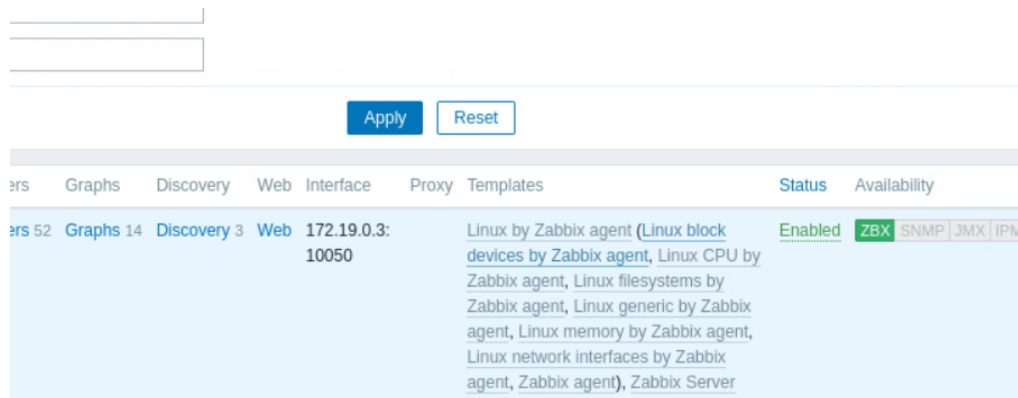 Apply Reset
ers Graphs Discovery Web Interface Proxy Templates Status Availability
ers 52 Graphs 14 Discovery 3 Web 172.19.0.3: Linux by Zabbix agent (Linux block Enabled ZBX SNMP JMX IPM
10050 devices by Zabbix agent, Linux CPU by
Zabbix agent, Linux filesystems by
Zabbix agent, Linux generic by Zabbix
agent, Linux memory by Zabbix agent,
Linux network interfaces by Zabbix
agent, Zabbix agent), Zabbix Server